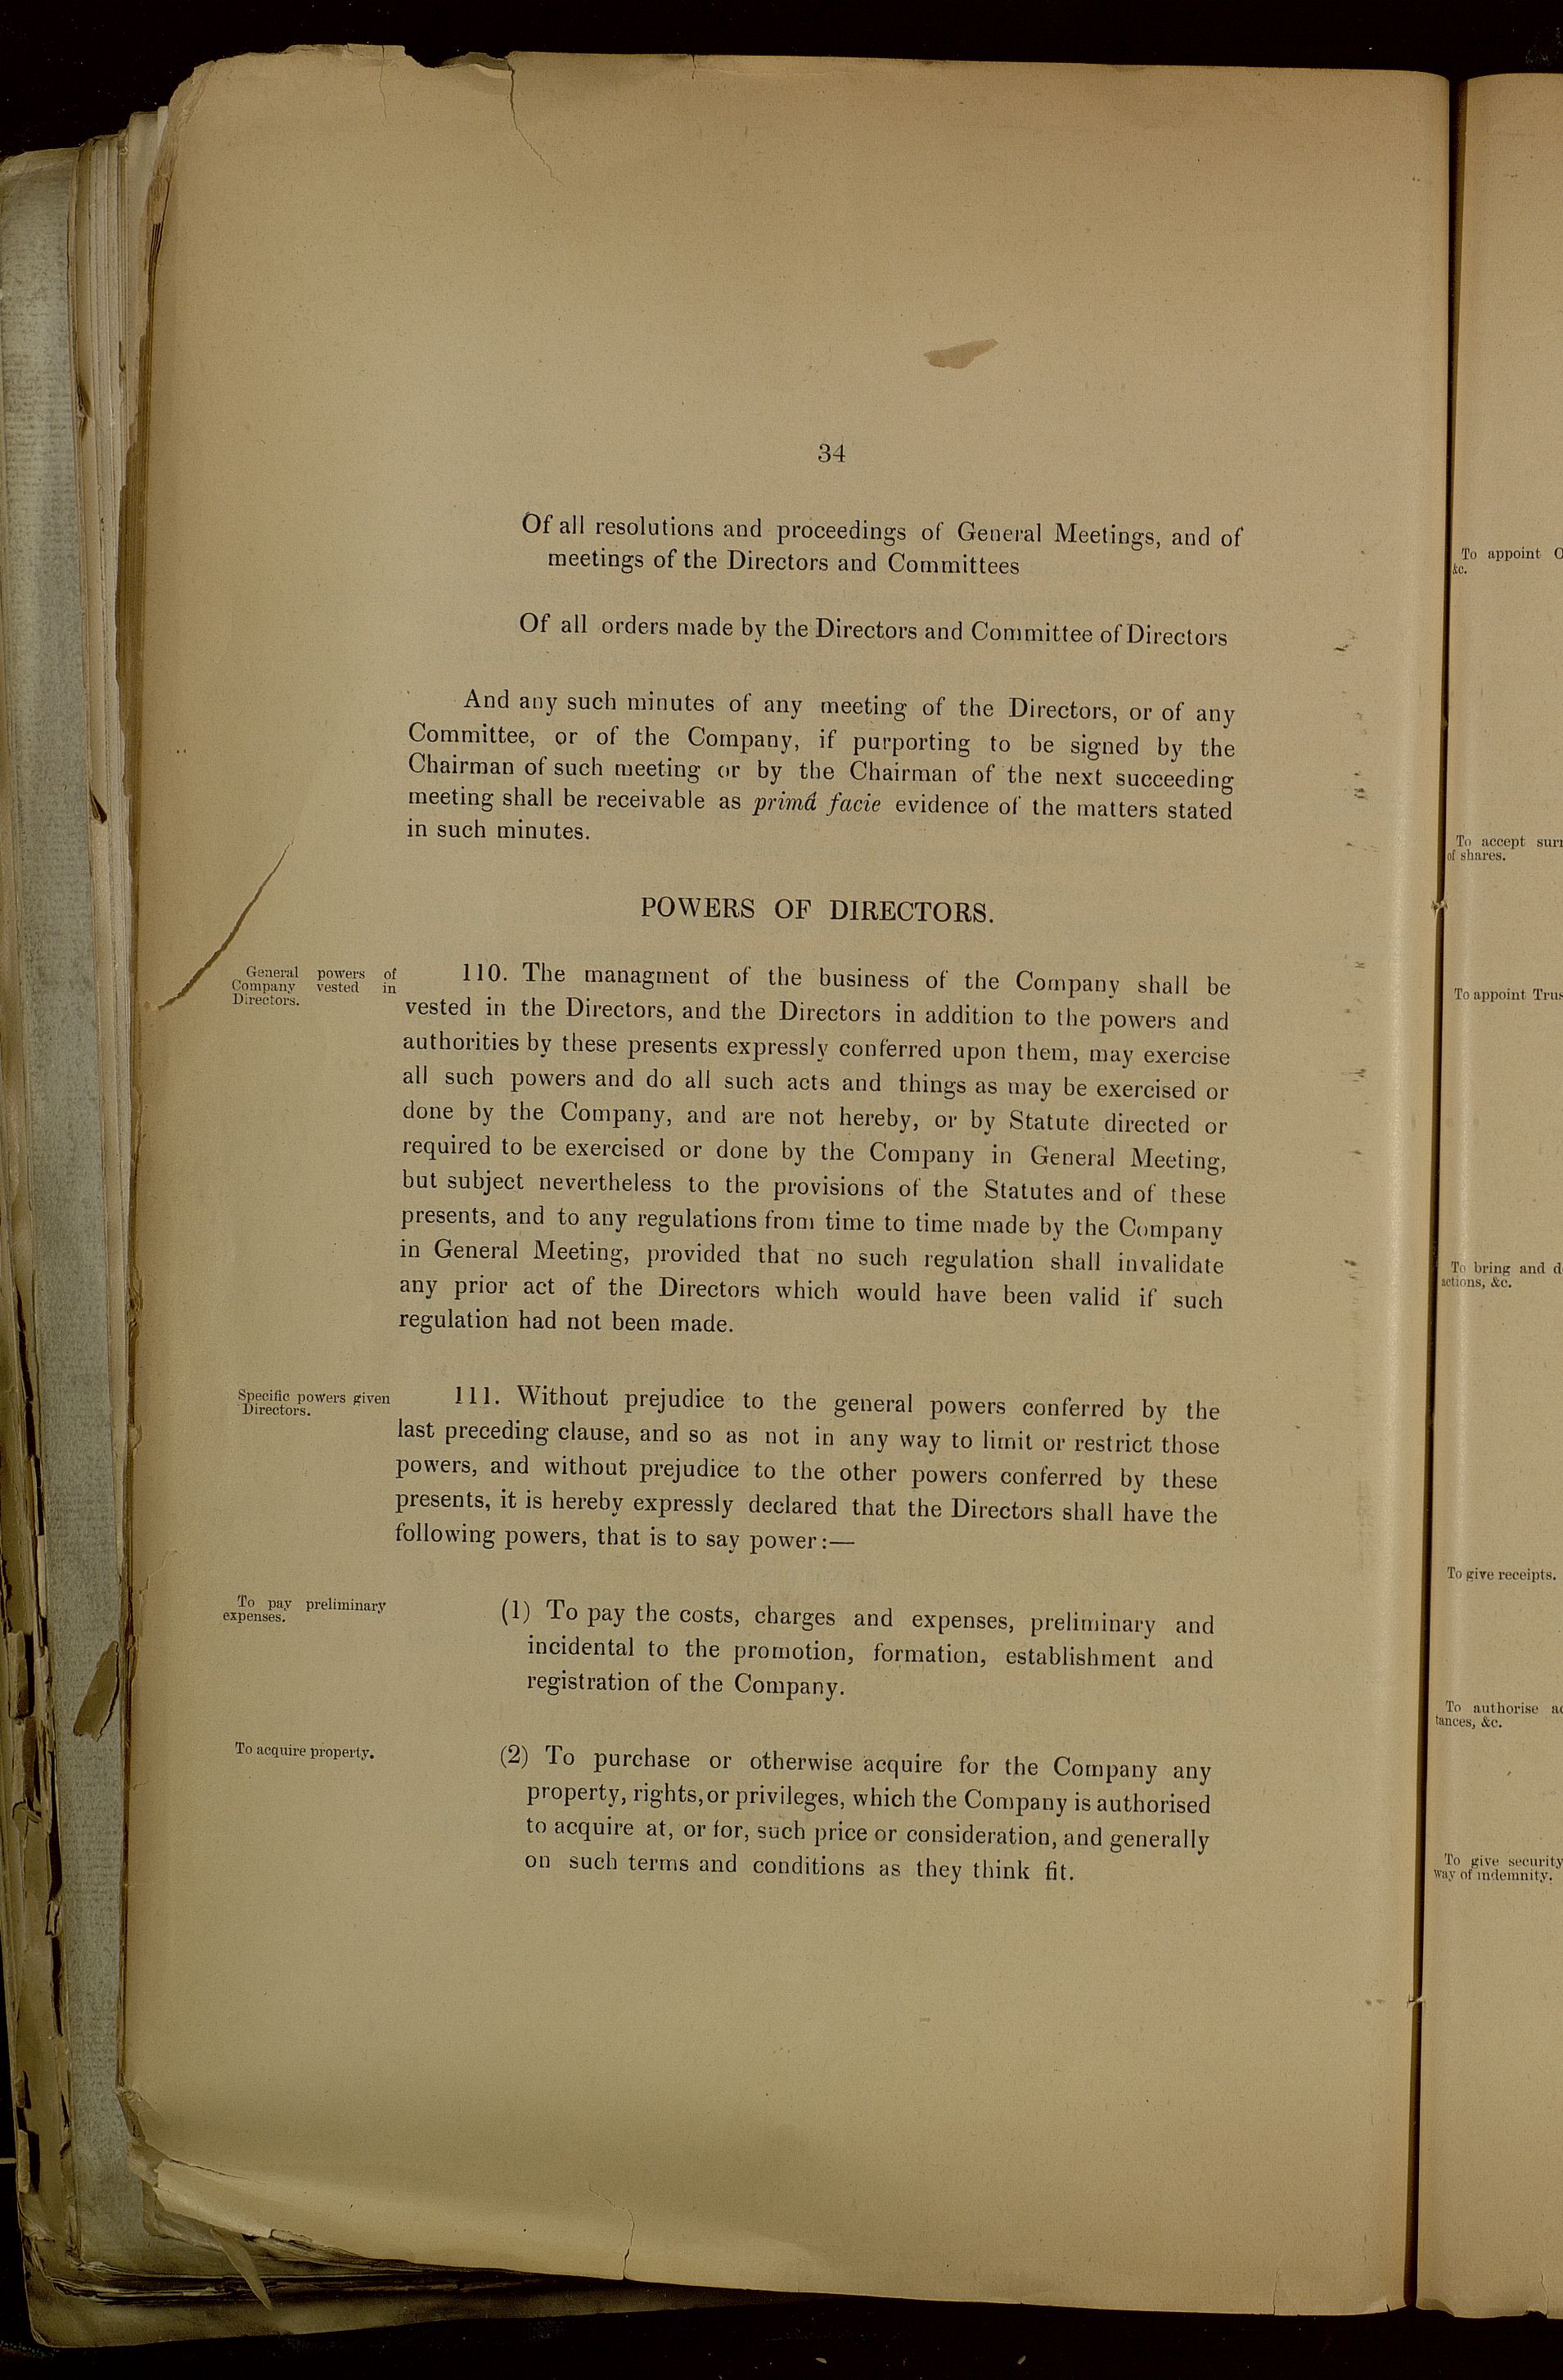 34
Of all resolutions and proceedings of General Meetings, and of
meetings of the Directors and Committees
Of all orders made by the Directors and Committee of Directors
And any such minutes of any meeting of the Directors, or of any
Committee, or of the Company, if purporting to be signed by the
Chairman of such meeting or by the Chairman of the next succeeding
meeting shall be receivable as primâ facie evidence of the matters stated
in such minutes.
POWERS OF DIRECTORS.
General powers of
Company vested in
Directors.
110. The managment of the business of the Company shall be
vested in the Directors, and the Directors in addition to the powers and
authorities by these presents expressly conferred upon them, may exercise
all such powers and do all such acts and things as may be exercised or
done by the Company, and are not hereby, or by Statute directed or
required to be exercised or done by the Company in General Meeting,
but subject nevertheless to the provisions of the Statutes and of these
presents, and to any regulations from time to time made by the Company
in General Meeting, provided that no such regulation shall invalidate
any prior act of the Directors which would have been valid if such
regulation had not been made.
Specific powers given
Directors.
111. Without prejudice to the general powers conferred by the
last preceding clause, and so as not in any way to limit or restrict those
powers, and without prejudice to the other powers conferred by these
presents, it is hereby expressly declared that the Directors shall have the
following powers, that is to say power:—
To pay preliminary
expenses.
(1) To pay the costs, charges and expenses, preliminary and
incidental to the promotion, formation, establishment and
registration of the Company.
To acquire property.
(2) To purchase or otherwise acquire for the Company any
property, rights, or privileges, which the Company is authorised
to acquire at, or for, such price or consideration, and generally
on such terms and conditions as they think fit.
To appoint
&c.
To accept
of shares.
To appoint
To bring and
actions, &c.
To give receipts.
To authorise
tances, &c.
To give security
way of indemnity.